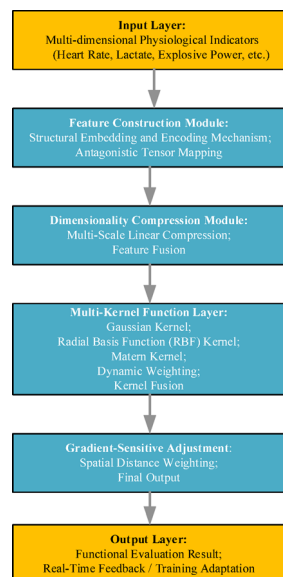 Input Layer:
Multi-dimensional Physiological Indicators
(Heart Rate, Lactate, Explosive Power, etc.)
Feature Construction Module:
Structural Embedding and Encoding Mechanism;
Antagonistic Tensor Mapping
Dimensionality Compression Module:
Multi-Scale Linear Compression;
Feature Fusion
Multi-Kernel Function Layer:
Gaussian Kernel;
Radial Basis Function (RBF) Kernel;
Matern Kernel;
Dynamic Weighting;
Kernel Fusion
Gradient-Sensitive Adjustment:
Spatial Distance Weighting;
Final Output
Output Layer:
Functional Evaluation Result;
Real-Time Feedback / Training Adaptation